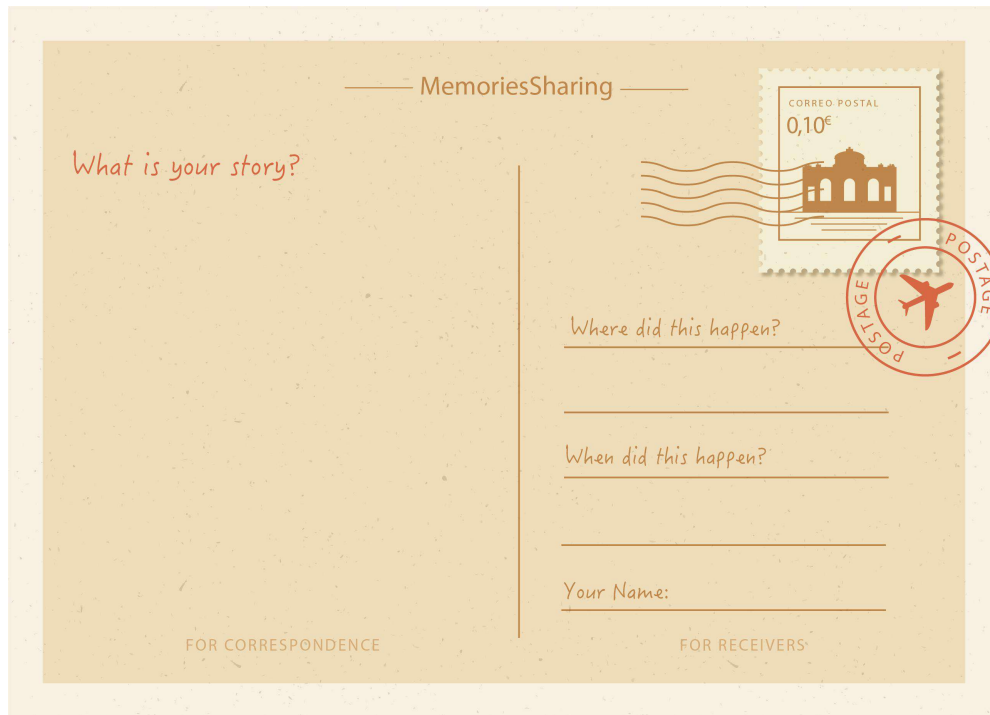 MemoriesSharing
CORREO POSTAL
0,10€
What is your story?
POSTAGE
POSTAGE
Where did this happen?
When did this happen?
Your Name:
FOR CORRESPONDENCE
FOR RECEIVERS